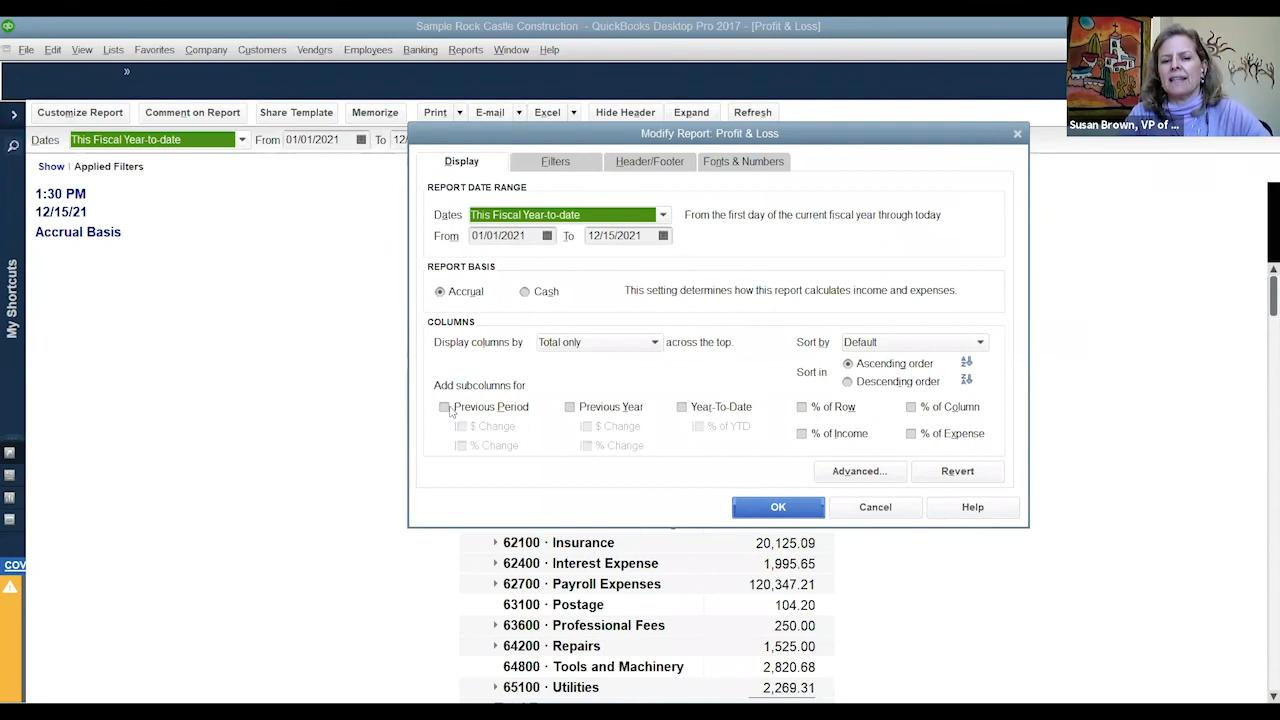 Sample Rock Castle Construction - QuickBooks Desktop Pro 2017 - [Profit & Loss]
File Edit View Lists Favorites Company Customers Vendors Employees Banking Reports Window Help
»
Customize Report Comment on Report Share Template Memorize Print E-mail Excel Hide Header Expand Refresh
Susan Brown, VP of ...
Dates This Fiscal Year-to-date From 01/01/2021 To 12/
Modify Report: Profit & Loss
Display Filters Header/Footer Fonts & Numbers
Show Applied Filters
1:30 PM
12/15/21
Accrual Basis
My Shortcuts
COV
REPORT DATE RANGE
Dates This Fiscal Year-to-date From the first day of the current fiscal year through today
From 01/01/2021 To 12/15/2021
REPORT BASIS
Accrual Cash This setting determines how this report calculates income and expenses.
COLUMNS
Display columns by Total only across the top. Sort by Default
Sort in Ascending order
Descending order
Add subcolumns for
Previous Period Previous Year Year-To-Date % of Row % of Column
$ Change $ Change % of YTD % of Income % of Expense
% Change % Change
Advanced... Revert
OK Cancel Help
62100 · Insurance 20,125.09
62400 · Interest Expense 1,995.65
62700 · Payroll Expenses 120,347.21
63100 · Postage 104.20
63600 · Professional Fees 250.00
64200 · Repairs 1,525.00
64800 · Tools and Machinery 2,820.68
65100 · Utilities 2,269.31